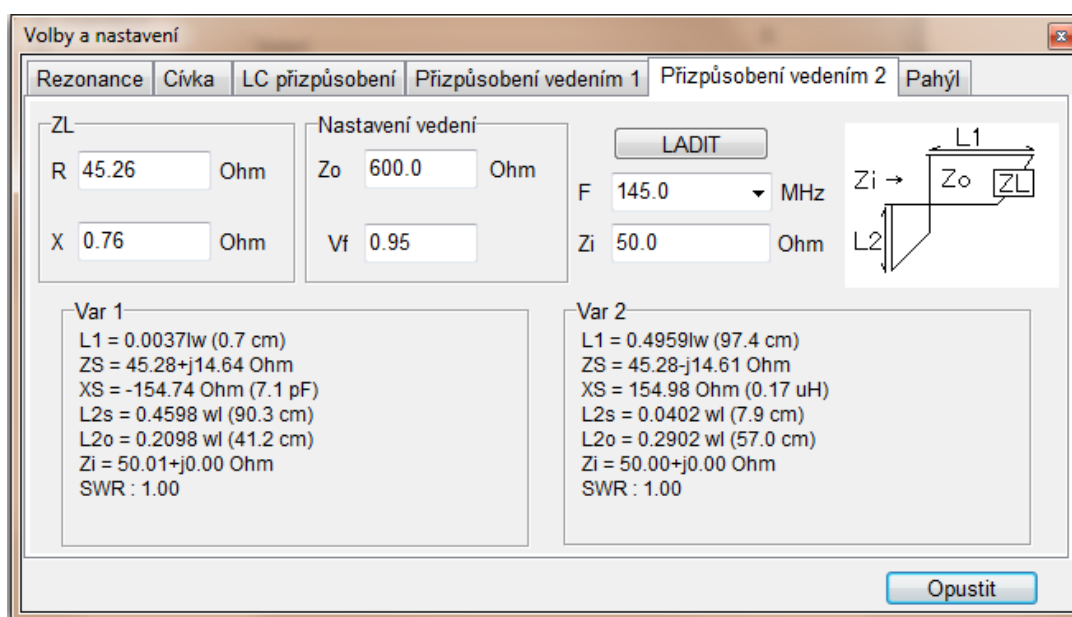 Volby a nastavení
Rezonance Cívka LC přizpůsobení Přizpůsobení vedením 1 Přizpůsobení vedením 2 Pahýl
ZL
R 45.26 Ohm
X 0.76 Ohm
Nastavení vedení
Zo 600.0 Ohm
Vf 0.95
LADIT
F 145.0 MHz
Zi 50.0 Ohm
L1
Zi → Zo ZL
L2
Var 1
L1 = 0.0037lw (0.7 cm)
ZS = 45.28+j14.64 Ohm
XS = -154.74 Ohm (7.1 pF)
L2s = 0.4598 wl (90.3 cm)
L2o = 0.2098 wl (41.2 cm)
Zi = 50.01+j0.00 Ohm
SWR : 1.00
Var 2
L1 = 0.4959lw (97.4 cm)
ZS = 45.28-j14.61 Ohm
XS = 154.98 Ohm (0.17 uH)
L2s = 0.0402 wl (7.9 cm)
L2o = 0.2902 wl (57.0 cm)
Zi = 50.00+j0.00 Ohm
SWR : 1.00
Opustit